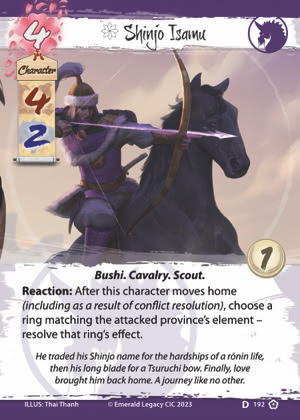 4
Shinjo Isamu
Character
4
2
1
Bushi. Cavalry. Scout.
Reaction: After this character moves home
(including as a result of conflict resolution), choose a
ring matching the attacked province's element –
resolve that ring's effect.
He traded his Shinjo name for the hardships of a rōnin life,
then his long blade for a Tsuruchi bow. Finally, love
brought him back home. A journey like no other.
ILLUS: Thai Thanh
© Emerald Legacy CIC 2023
D 192